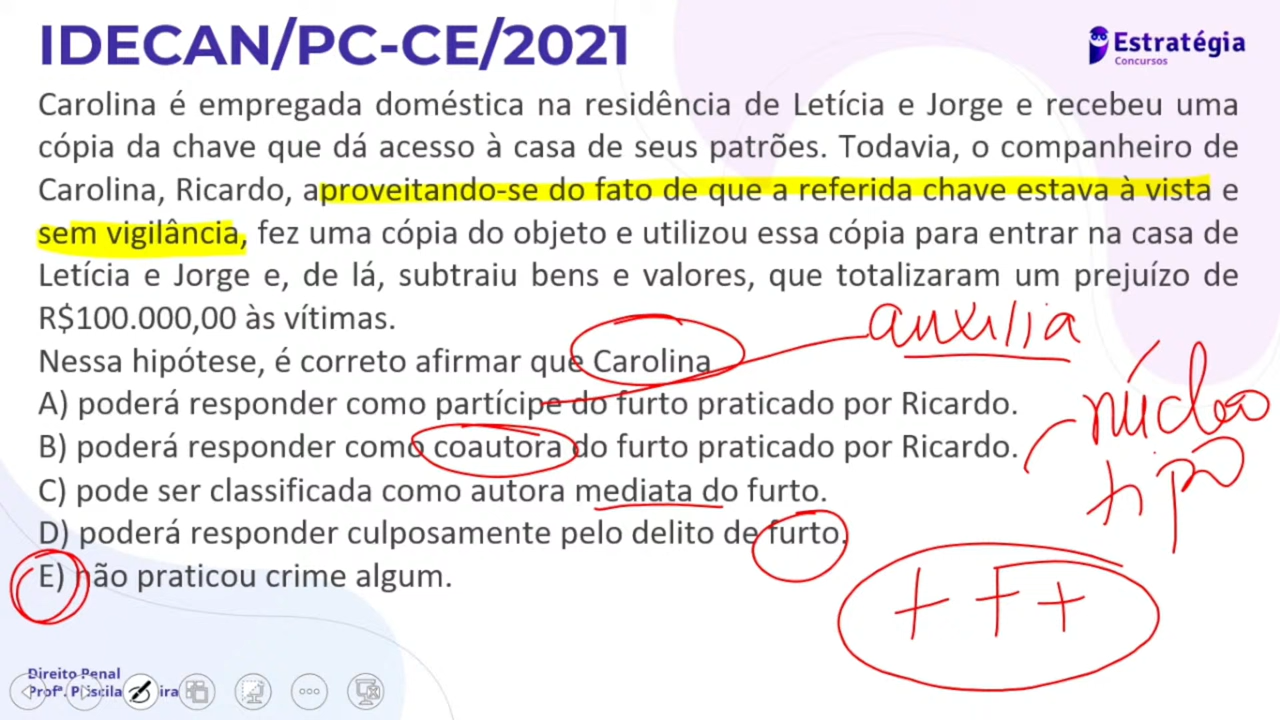 IDECAN/PC-CE/2021
Estratégia
Concursos
Carolina é empregada doméstica na residência de Letícia e Jorge e recebeu uma
cópia da chave que dá acesso à casa de seus patrões. Todavia, o companheiro de
Carolina, Ricardo, aproveitando-se do fato de que a referida chave estava à vista e
sem vigilância, fez uma cópia do objeto e utilizou essa cópia para entrar na casa de
Letícia e Jorge e, de lá, subtraiu bens e valores, que totalizaram um prejuízo de
R$100.000,00 às vítimas.
auxilia
Nessa hipótese, é correto afirmar que Carolina
A) poderá responder como partícipe do furto praticado por Ricardo.
núcleo
B) poderá responder como coautora do furto praticado por Ricardo.
tipo
C) pode ser classificada como autora mediata do furto.
D) poderá responder culposamente pelo delito de furto.
E) não praticou crime algum.
Direito Penal
Profª.